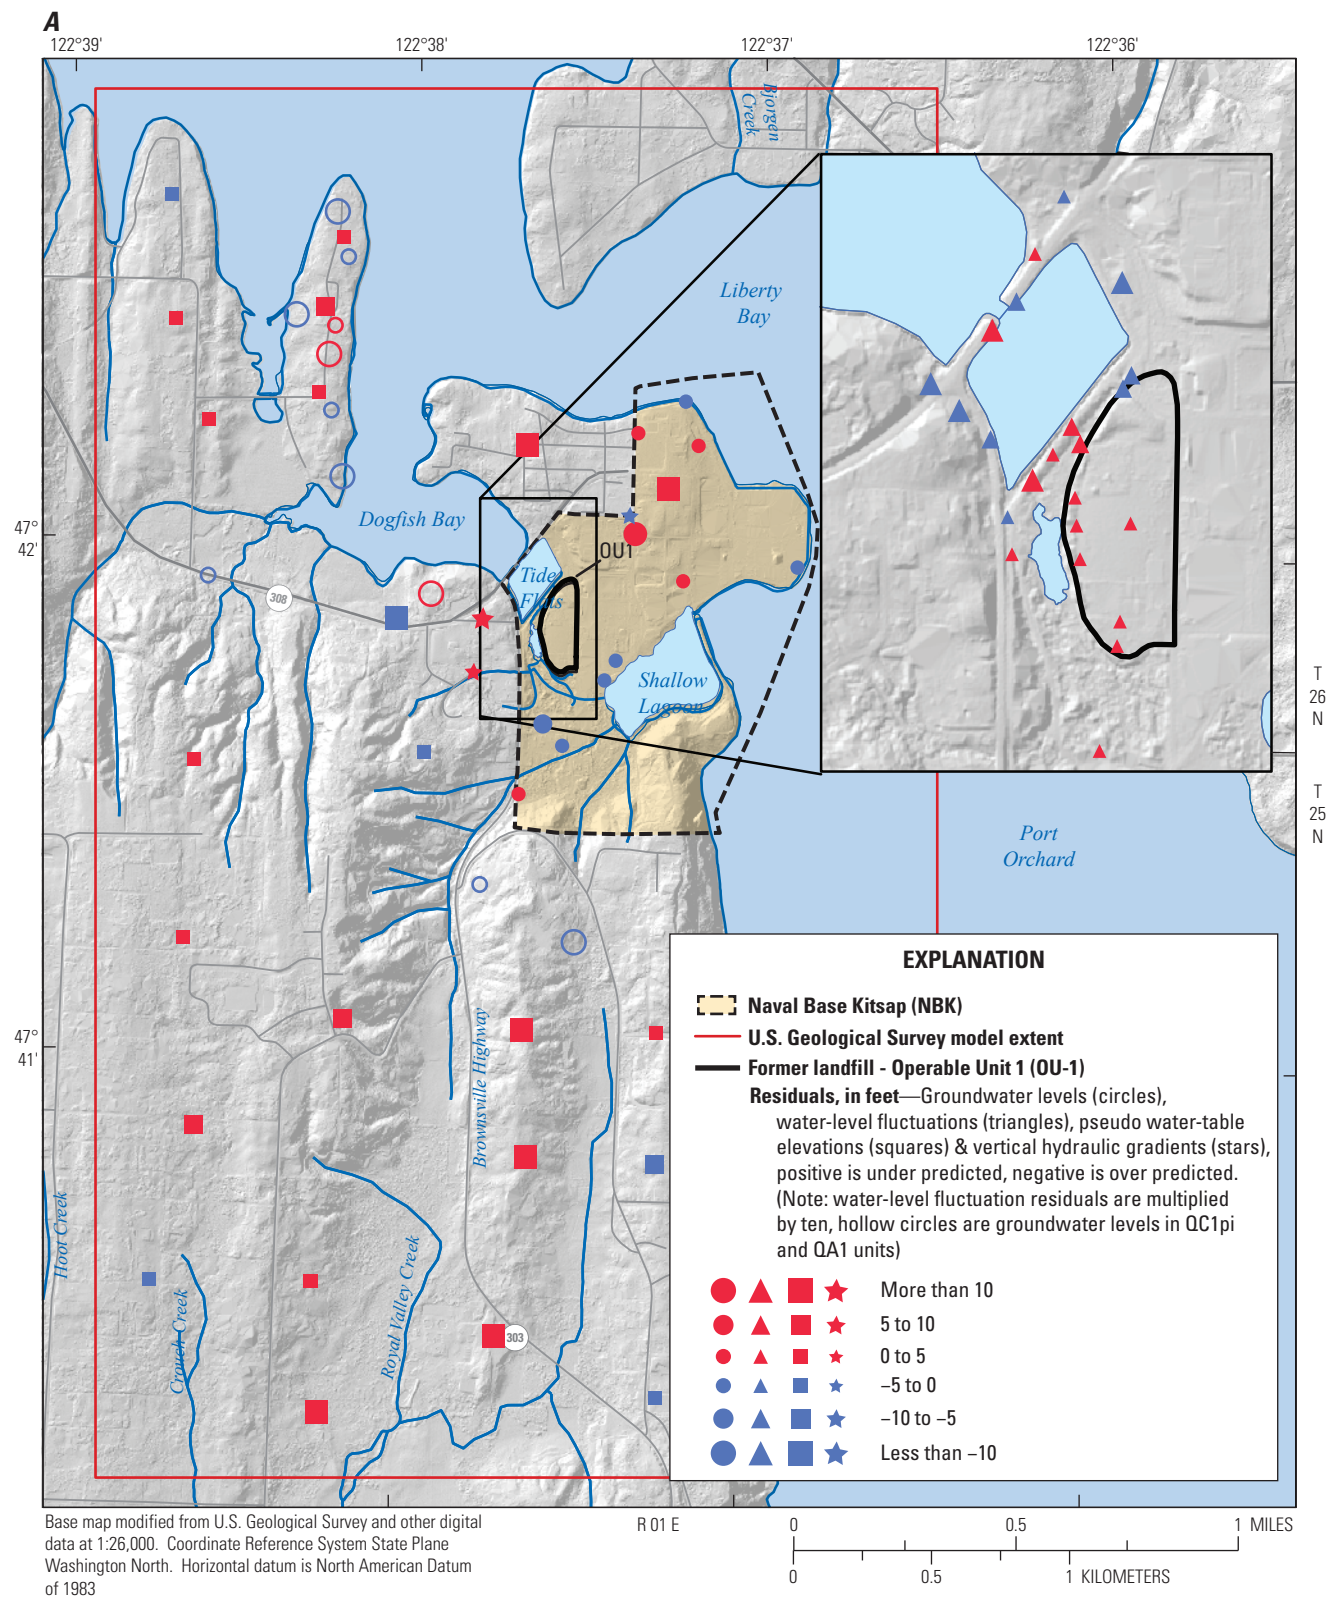 A
122°39'
122°38'
122°37'
122°36'
Bjorgen
Creek
Liberty
Bay
47°
42'
Dogfish Bay
OU1
Tide
Flats
308
Shallow
Lagoon
T
26
N
T
25
N
Port
Orchard
47°
41'
Brownsville Highway
Hoot Creek
Crouch Creek
Royal Valley Creek
303
EXPLANATION
Naval Base Kitsap (NBK)
U.S. Geological Survey model extent
Former landfill - Operable Unit 1 (OU-1)
Residuals, in feet—Groundwater levels (circles),
water-level fluctuations (triangles), pseudo water-table
elevations (squares) & vertical hydraulic gradients (stars),
positive is under predicted, negative is over predicted.
(Note: water-level fluctuation residuals are multiplied
by ten, hollow circles are groundwater levels in QC1pi
and QA1 units)
More than 10
5 to 10
0 to 5
−5 to 0
−10 to −5
Less than −10
Base map modified from U.S. Geological Survey and other digital
data at 1:26,000. Coordinate Reference System State Plane
Washington North. Horizontal datum is North American Datum
of 1983
R 01 E
0 0.5 1 MILES
0 0.5 1 KILOMETERS